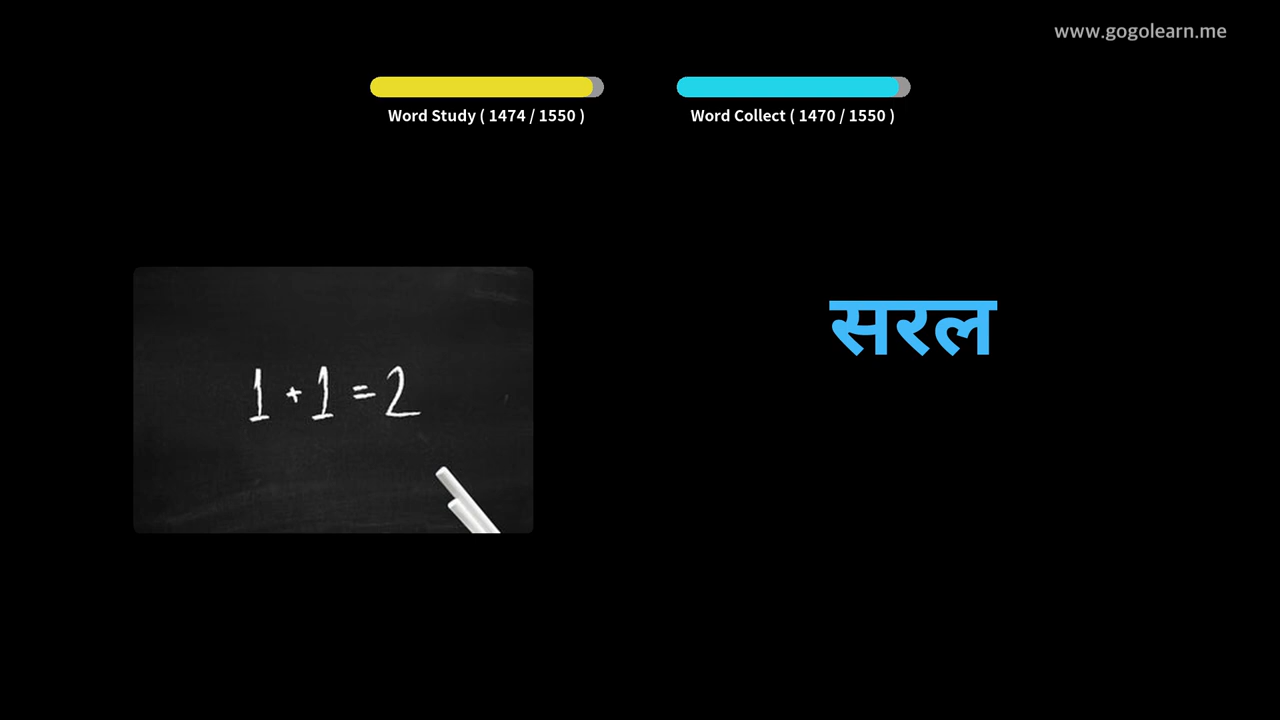 www.gogolearn.me
Word Study ( 1474 / 1550 )
Word Collect ( 1470 / 1550 )
सरल
1 + 1 = 2